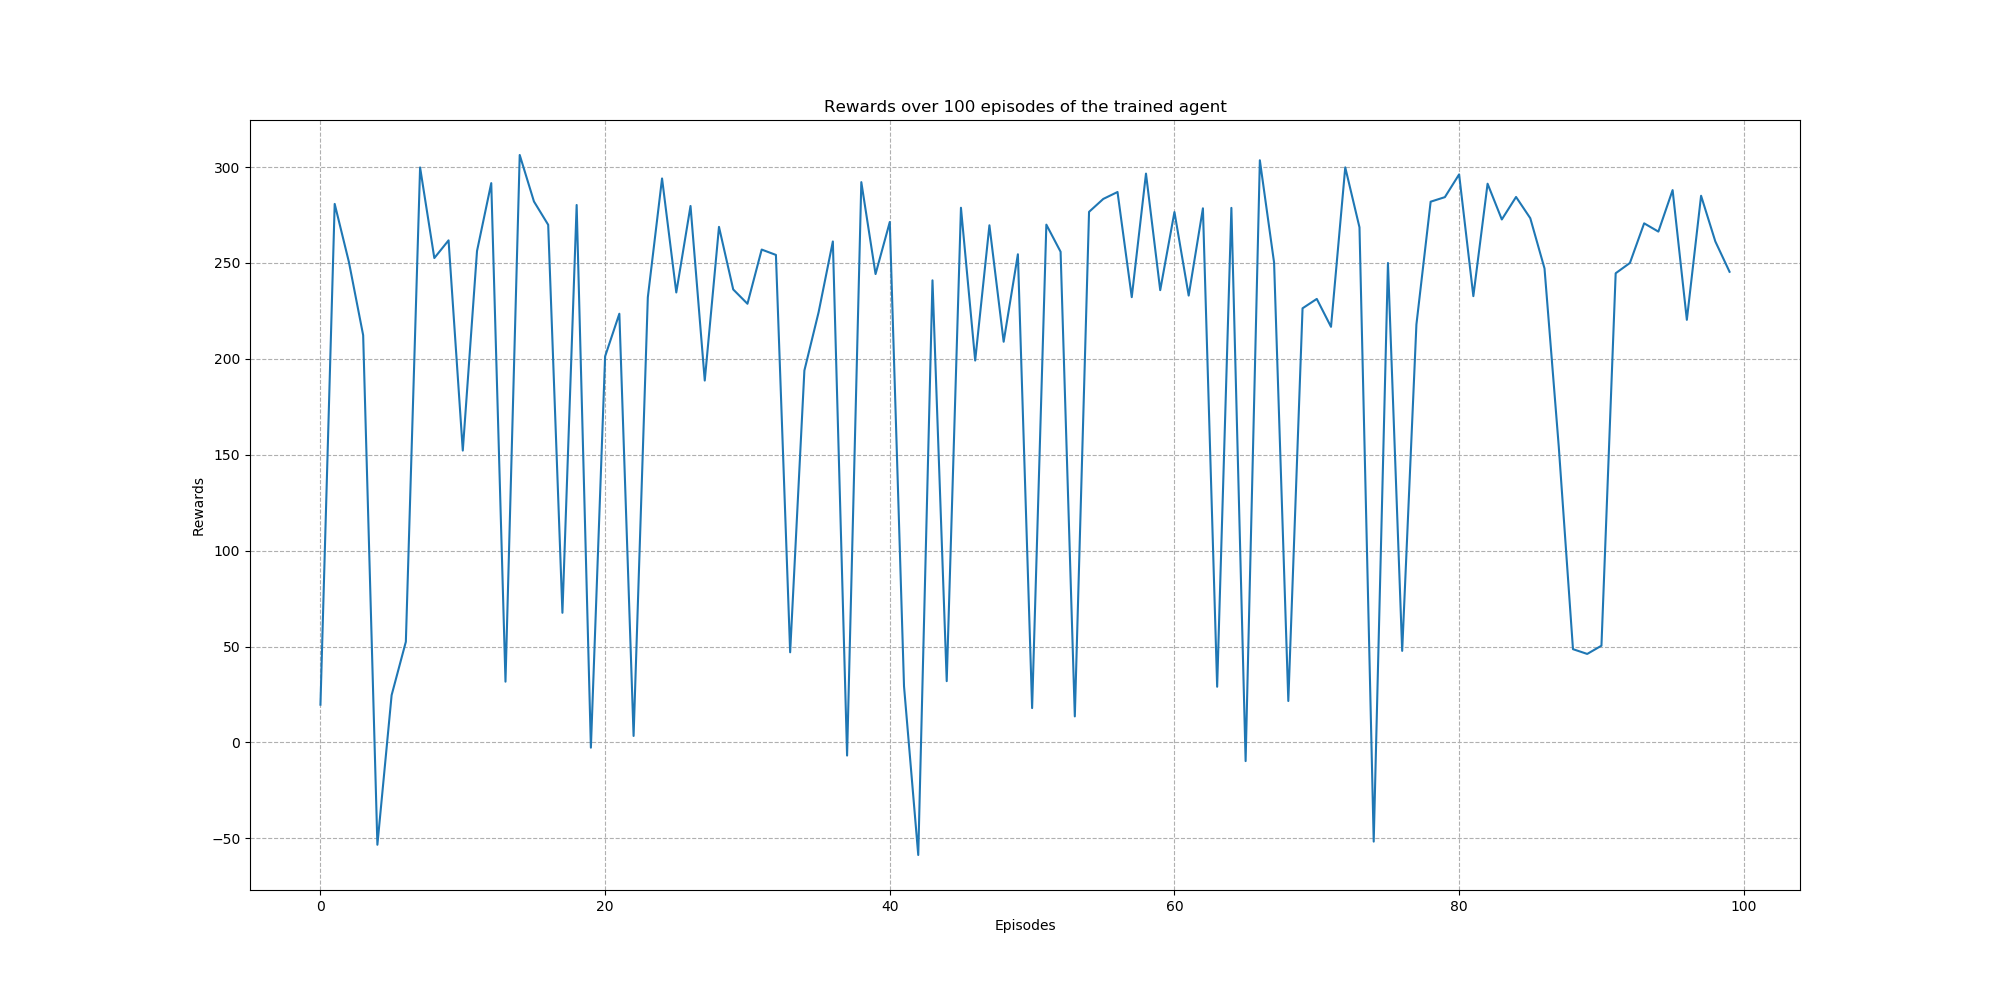 Rewards over 100 episodes of the trained agent
300
250
200
150
100
50
0
−50
Rewards
0 20 40 60 80 100
Episodes